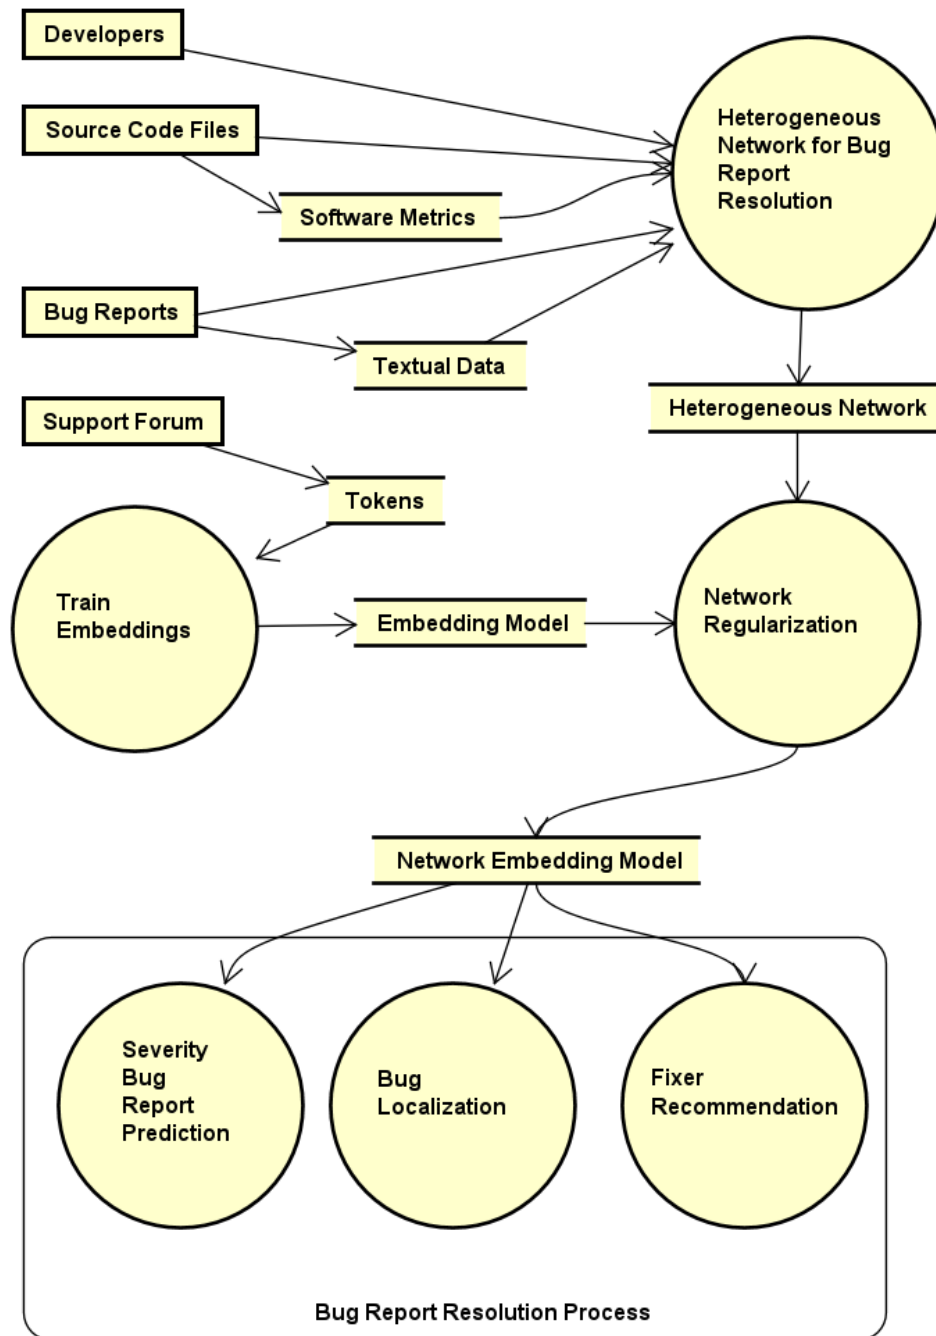 Developers
Source Code Files
Heterogeneous
Network for Bug
Report
Resolution
Software Metrics
Bug Reports
Textual Data
Heterogeneous Network
Support Forum
Tokens
Train
Embeddings
Embedding Model
Network
Regularization
Network Embedding Model
Severity
Bug
Report
Prediction
Bug
Localization
Fixer
Recommendation
Bug Report Resolution Process